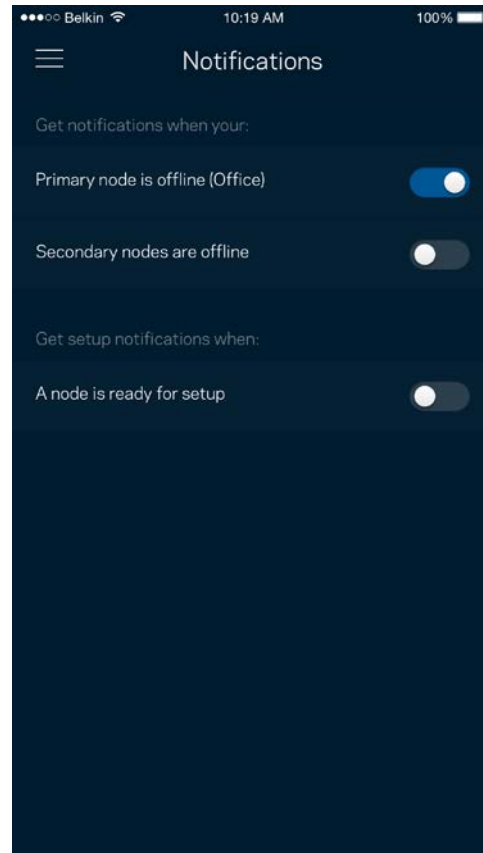 Belkin 10:19 AM 100%
Notifications
Get notifications when your:
Primary node is offline (Office)
Secondary nodes are offline
Get setup notifications when:
A node is ready for setup